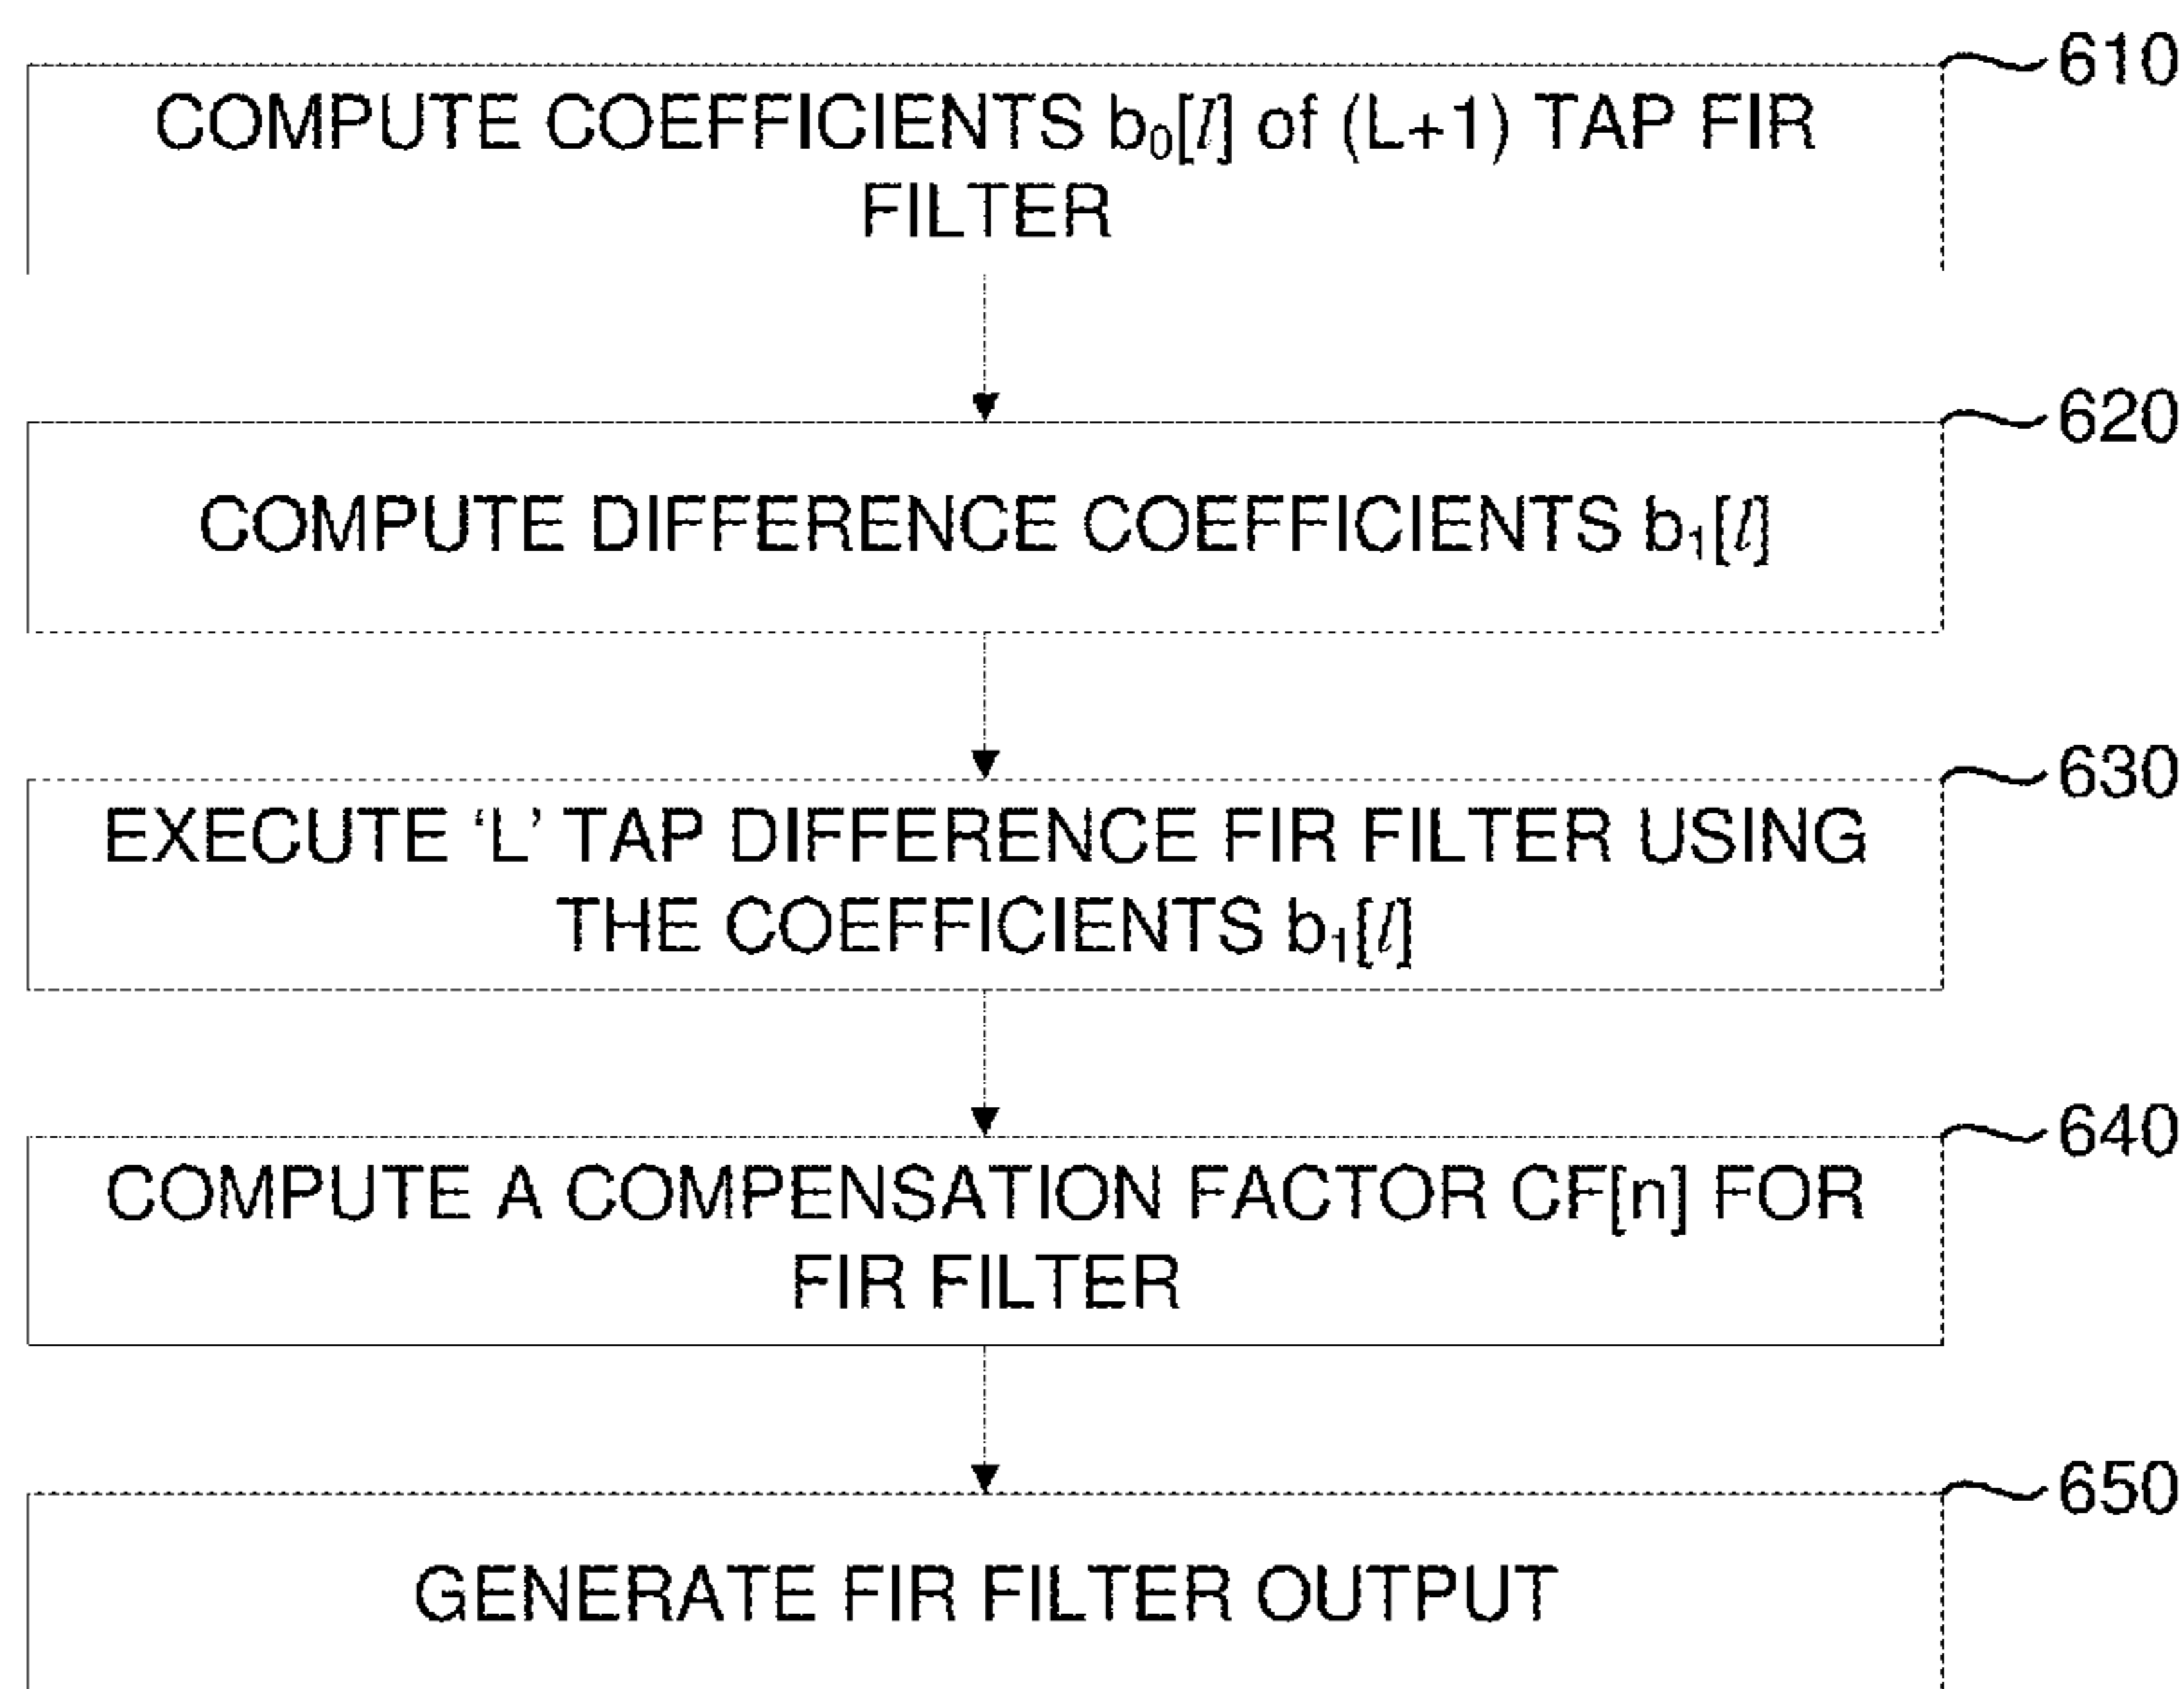 610
COMPUTE COEFFICIENTS b₀[l] of (L+1) TAP FIR
FILTER
620
COMPUTE DIFFERENCE COEFFICIENTS b₁[l]
630
EXECUTE ‘L’ TAP DIFFERENCE FIR FILTER USING
THE COEFFICIENTS b₁[l]
640
COMPUTE A COMPENSATION FACTOR CF[n] FOR
FIR FILTER
650
GENERATE FIR FILTER OUTPUT